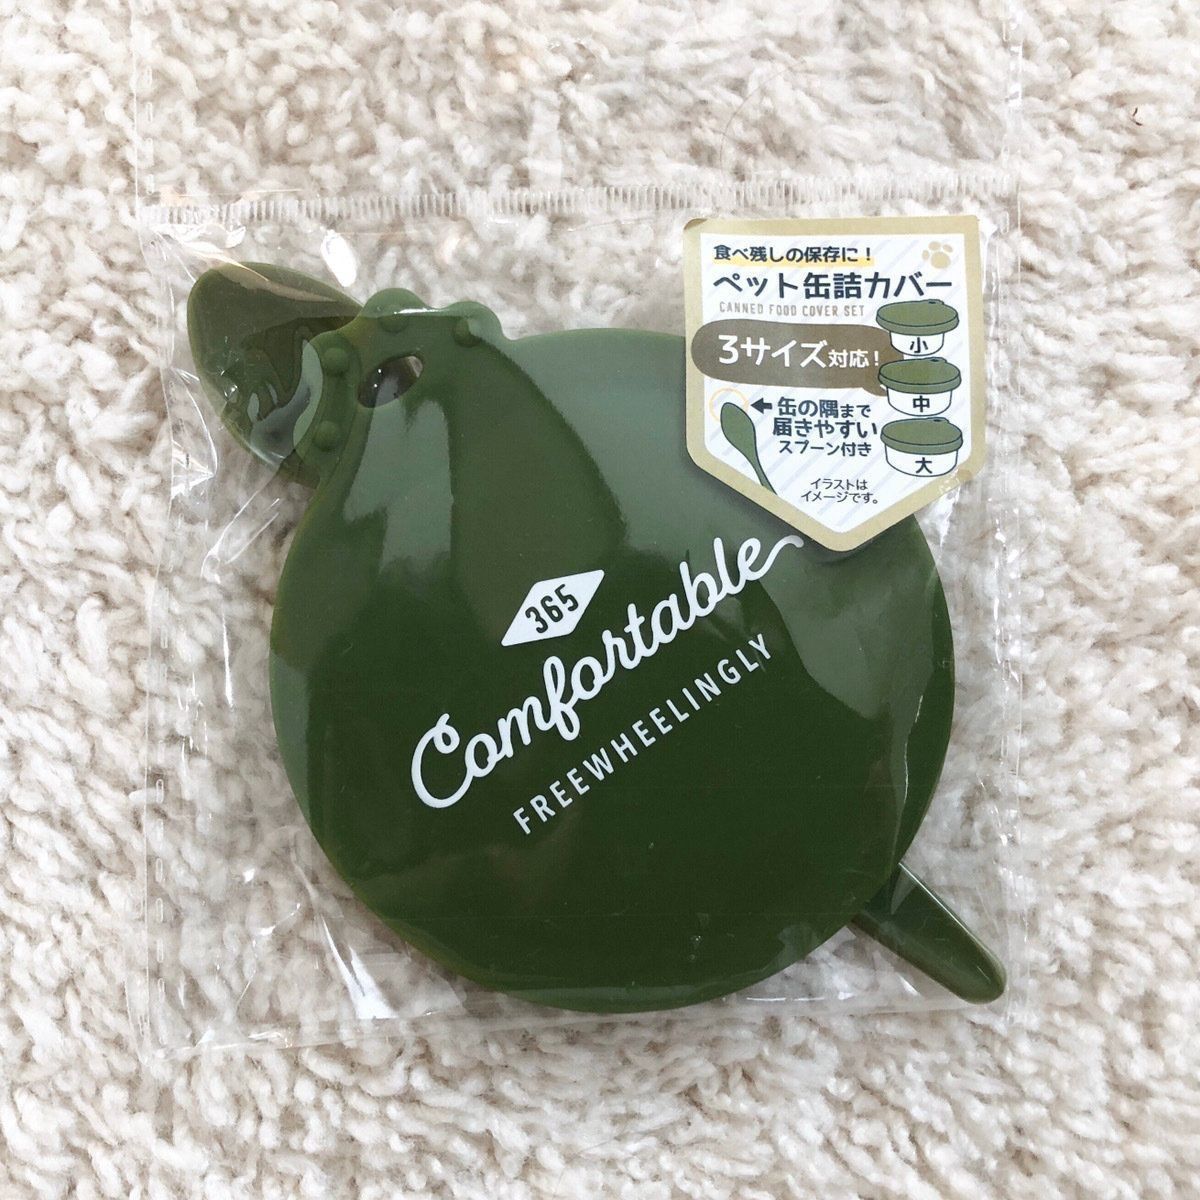 食べ残しの保存に!
ペット缶詰カバー
CANNED FOOD COVER SET
3サイズ対応!
小
中
大
缶の隅まで
届きやすい
スプーン付き
イラストは
イメージです。
365
Comfortable
FREEWHEELINGLY